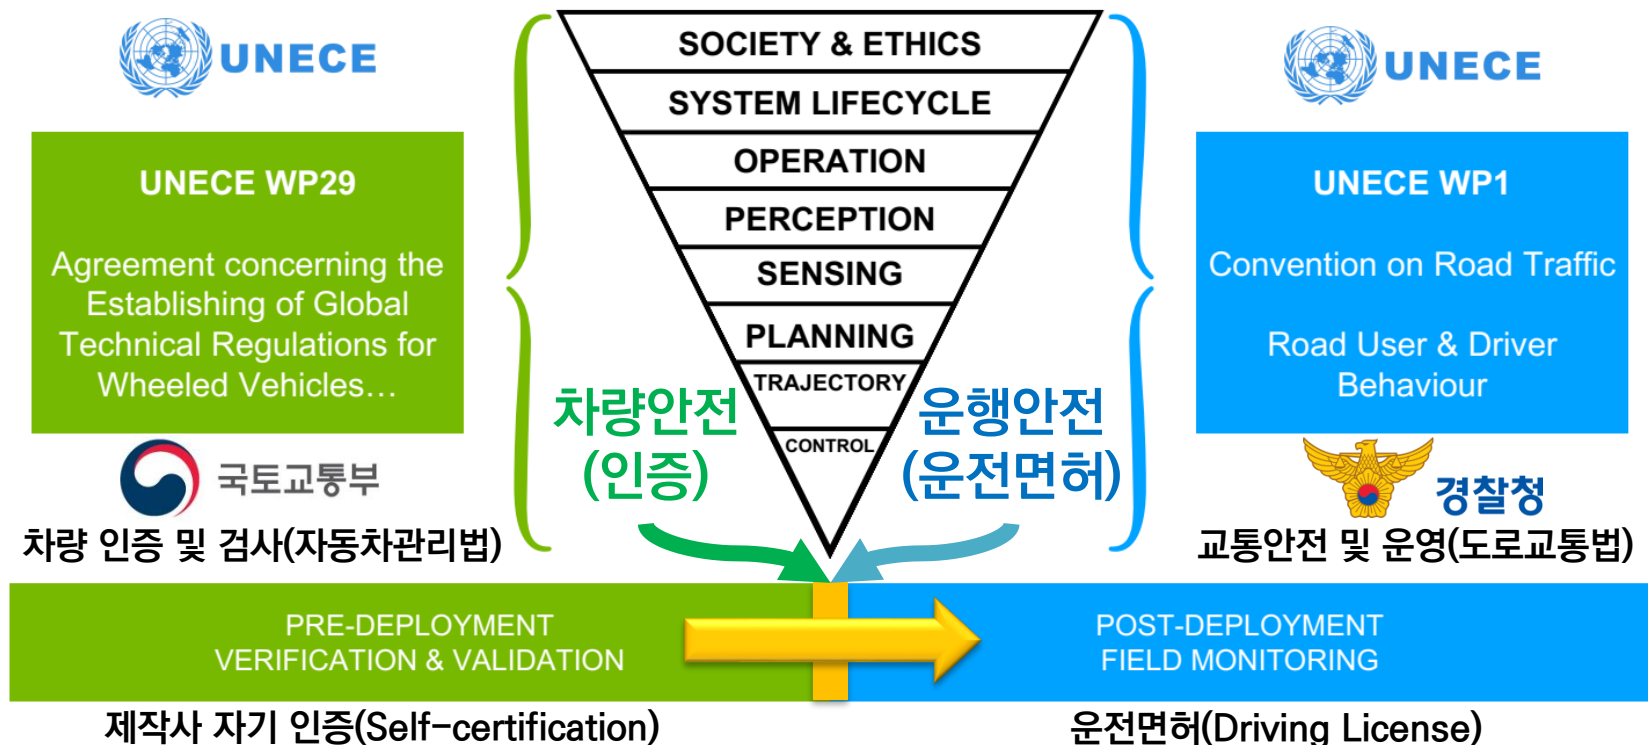 UNECE
UNECE WP29
Agreement concerning the
Establishing of Global
Technical Regulations for
Wheeled Vehicles…
국토교통부
차량 인증 및 검사(자동차관리법)
SOCIETY & ETHICS
SYSTEM LIFECYCLE
OPERATION
PERCEPTION
SENSING
PLANNING
TRAJECTORY
CONTROL
차량안전
(인증)
운행안전
(운전면허)
UNECE
UNECE WP1
Convention on Road Traffic
Road User & Driver
Behaviour
경찰청
교통안전 및 운영(도로교통법)
PRE-DEPLOYMENT
VERIFICATION & VALIDATION
POST-DEPLOYMENT
FIELD MONITORING
제작사 자기 인증(Self-certification)
운전면허(Driving License)